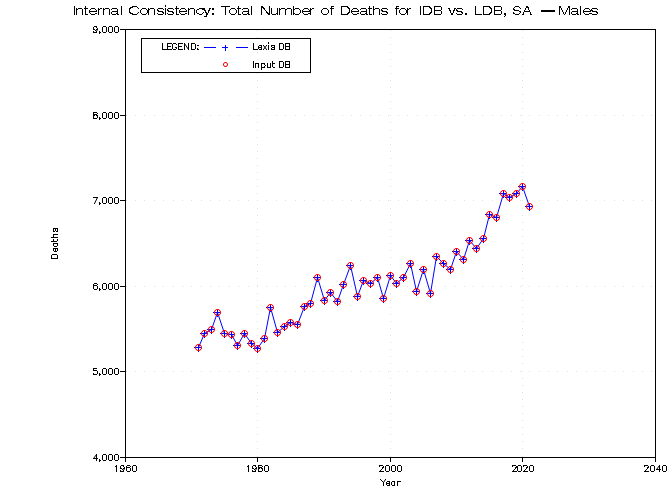 Internal Consistency: Total Number of Deaths for IDB vs. LDB, SA — Males
9,000
LEGEND: — + — Lexis DB
Input DB
8,000
7,000
Deaths
6,000
5,000
4,000
1960 1980 2000 2020 2040
Year